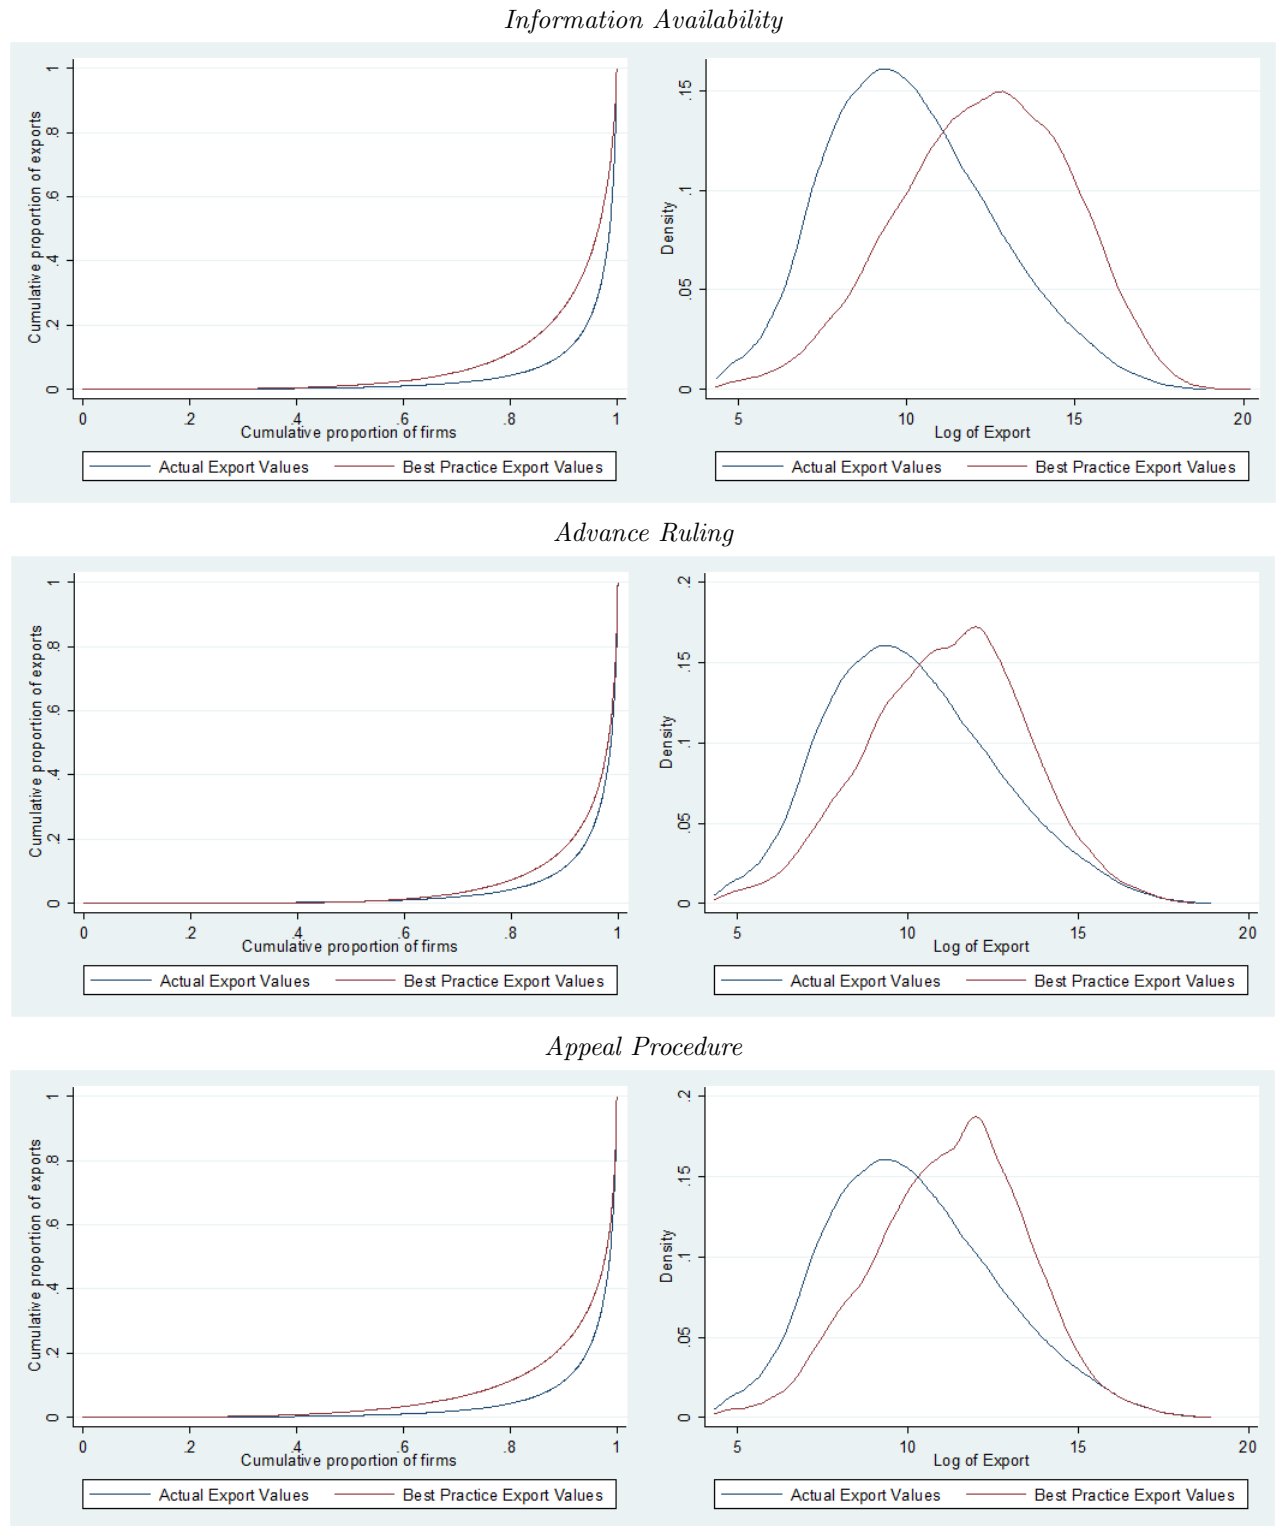 Information Availability
Cumulative proportion of exports
1
.8
.6
.4
.2
0
0 .2 .4 .6 .8 1
Cumulative proportion of firms
Actual Export Values Best Practice Export Values
Density
.15
.1
.05
0
5 10 15 20
Log of Export
Actual Export Values Best Practice Export Values
Advance Ruling
Cumulative proportion of exports
1
.8
.6
.4
.2
0
0 .2 .4 .6 .8 1
Cumulative proportion of firms
Actual Export Values Best Practice Export Values
Density
.2
.15
.1
.05
0
5 10 15 20
Log of Export
Actual Export Values Best Practice Export Values
Appeal Procedure
Cumulative proportion of exports
1
.8
.6
.4
.2
0
0 .2 .4 .6 .8 1
Cumulative proportion of firms
Actual Export Values Best Practice Export Values
Density
.2
.15
.1
.05
0
5 10 15 20
Log of Export
Actual Export Values Best Practice Export Values